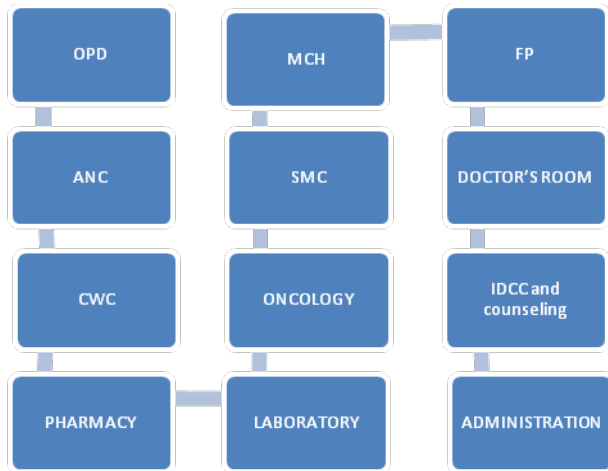 OPD
ANC
CWC
PHARMACY
LABORATORY
ONCOLOGY
SMC
MCH
FP
DOCTOR'S ROOM
IDCC and
counseling
ADMINISTRATION